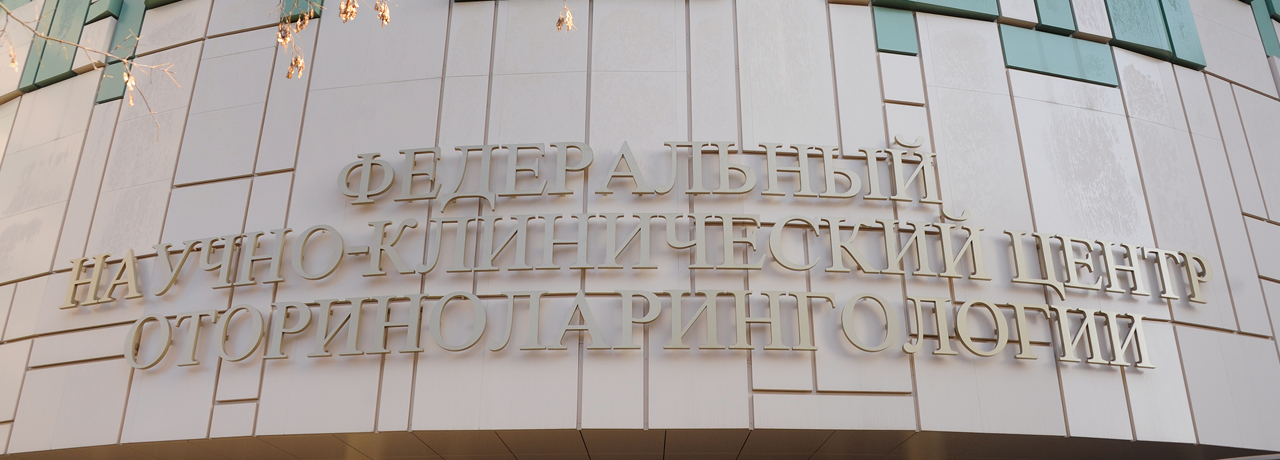 ФЕДЕРАЛЬНЫЙ
НАУЧНО-КЛИНИЧЕСКИЙ ЦЕНТР
ОТОРИНОЛАРИНГОЛОГИИ